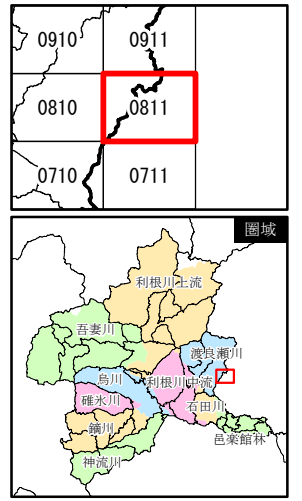 0910 0911
0810 0811
0710 0711
圏域
利根川上流
吾妻川
渡良瀬川
烏川 利根川中流
碓氷川
石田川
鏑川
邑楽館林
神流川